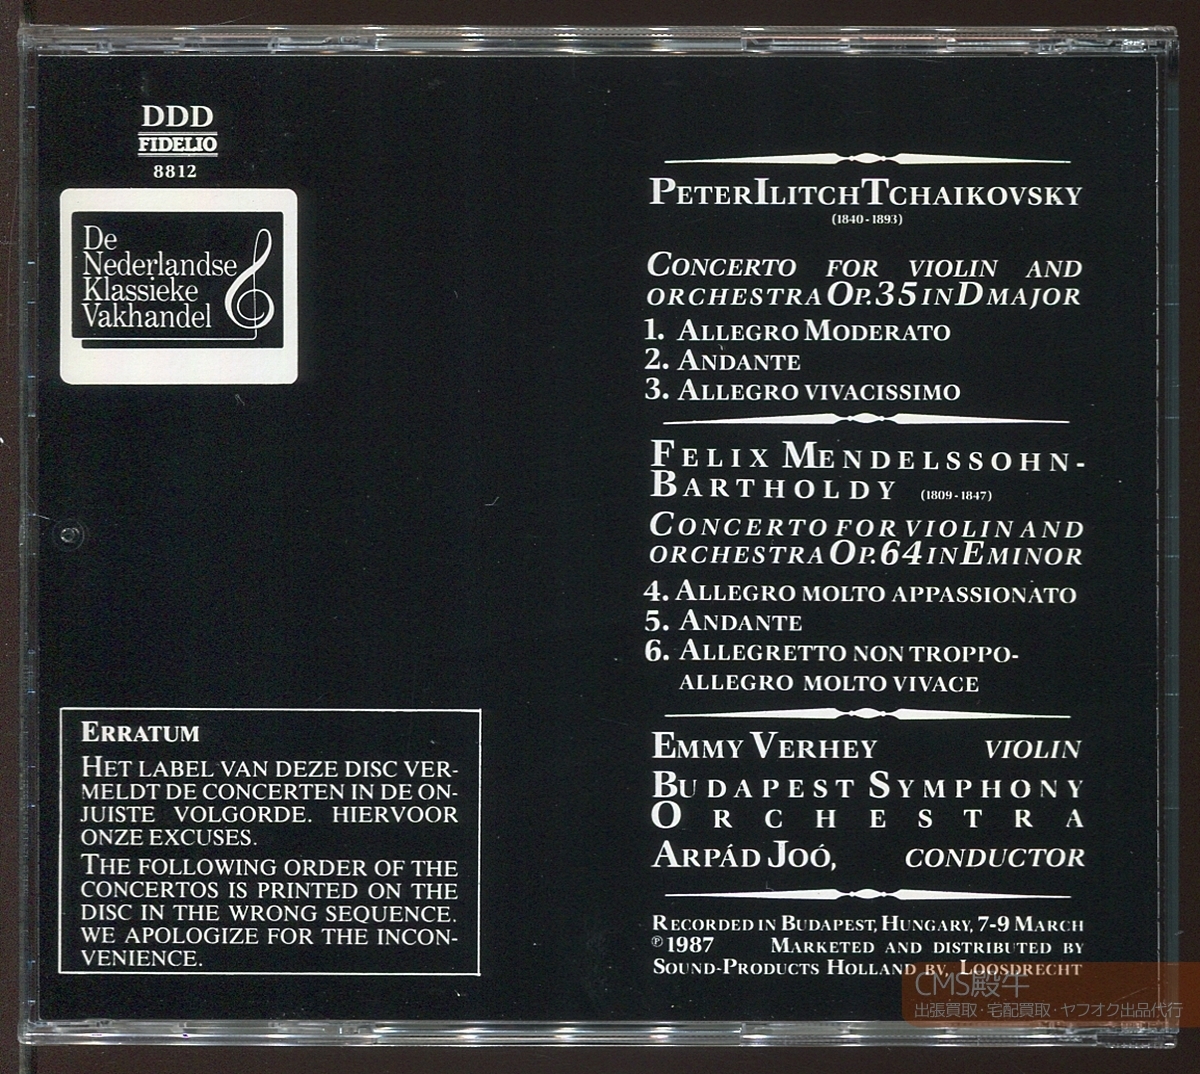 DDD
FIDELIO
8812
De
Nederlandse
Klassieke
Vakhandel
PETER ILITCH TCHAIKOVSKY
(1840-1893)
CONCERTO FOR VIOLIN AND
ORCHESTRA OP.35 IN D MAJOR
1. ALLEGRO MODERATO
2. ANDANTE
3. ALLEGRO VIVACISSIMO
FELIX MENDELSSOHN-
BARTHOLDY (1809-1847)
CONCERTO FOR VIOLIN AND
ORCHESTRA OP.64 IN E MINOR
4. ALLEGRO MOLTO APPASSIONATO
5. ANDANTE
6. ALLEGRETTO NON TROPPO-
ALLEGRO MOLTO VIVACE
EMMY VERHEY VIOLIN
BUDAPEST SYMPHONY
ORCHESTRA
ARPÁD JOÓ, CONDUCTOR
RECORDED IN BUDAPEST, HUNGARY, 7-9 MARCH
℗1987 MARKETED AND DISTRIBUTED BY
SOUND-PRODUCTS HOLLAND BV, LOOSDRECHT
ERRATUM
HET LABEL VAN DEZE DISC VER-
MELDT DE CONCERTEN IN DE ON-
JUISTE VOLGORDE. HIERVOOR
ONZE EXCUSES.
THE FOLLOWING ORDER OF THE
CONCERTOS IS PRINTED ON THE
DISC IN THE WRONG SEQUENCE.
WE APOLOGIZE FOR THE INCON-
VENIENCE.
CMS殿牛
出張買取・宅配買取・ヤフオク出品代行